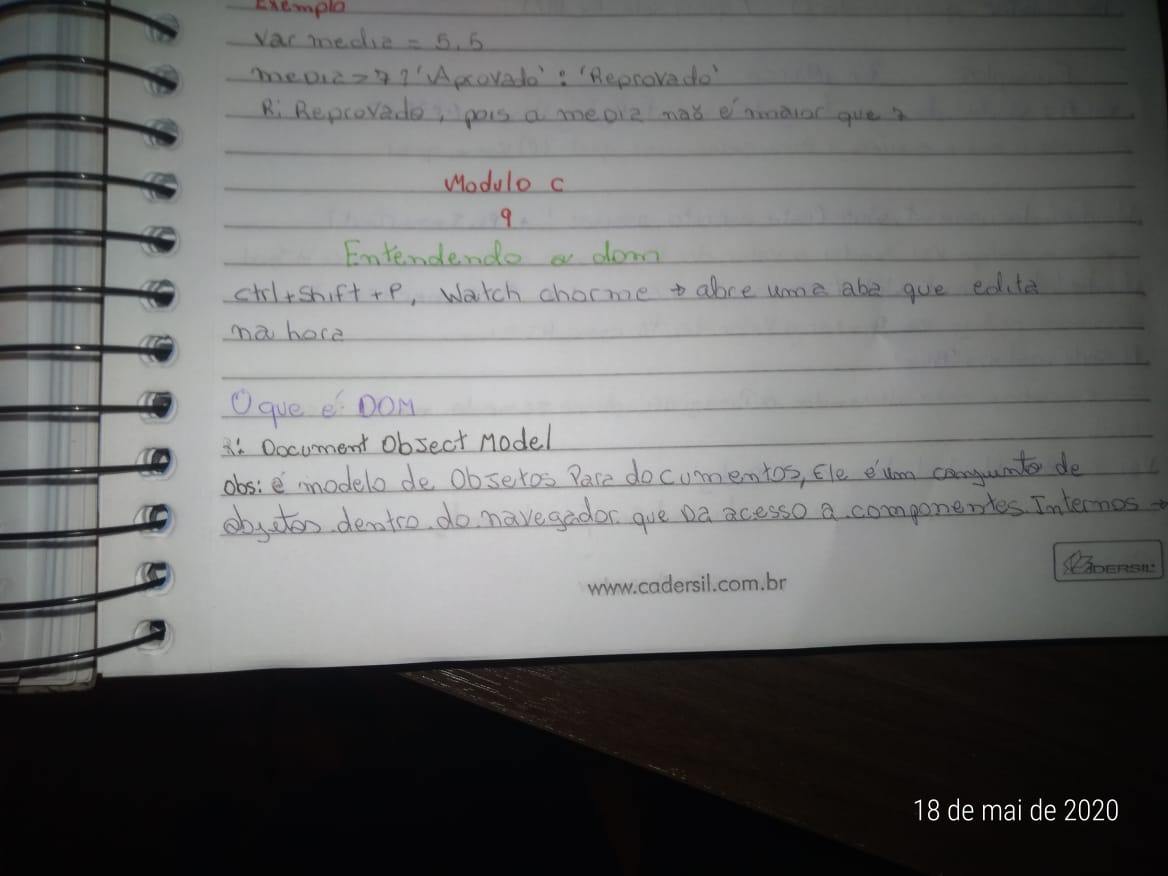 Exemplo
var media = 5,5
media > 7 ? 'Aprovado' : 'Reprovado'
R: Reprovado, pois a media não é maior que 7
Modulo C
9
Entendendo a dom
ctrl+shift+P, Watch chorme → abre uma aba que edita
na hora
O que é DOM
R: Document Object Model
obs: é modelo de Objetos Para documentos, Ele é um conjunto de
objetos dentro do navegador que Da acesso a componentes Internos →
CADERSIL
www.cadersil.com.br
18 de mai de 2020